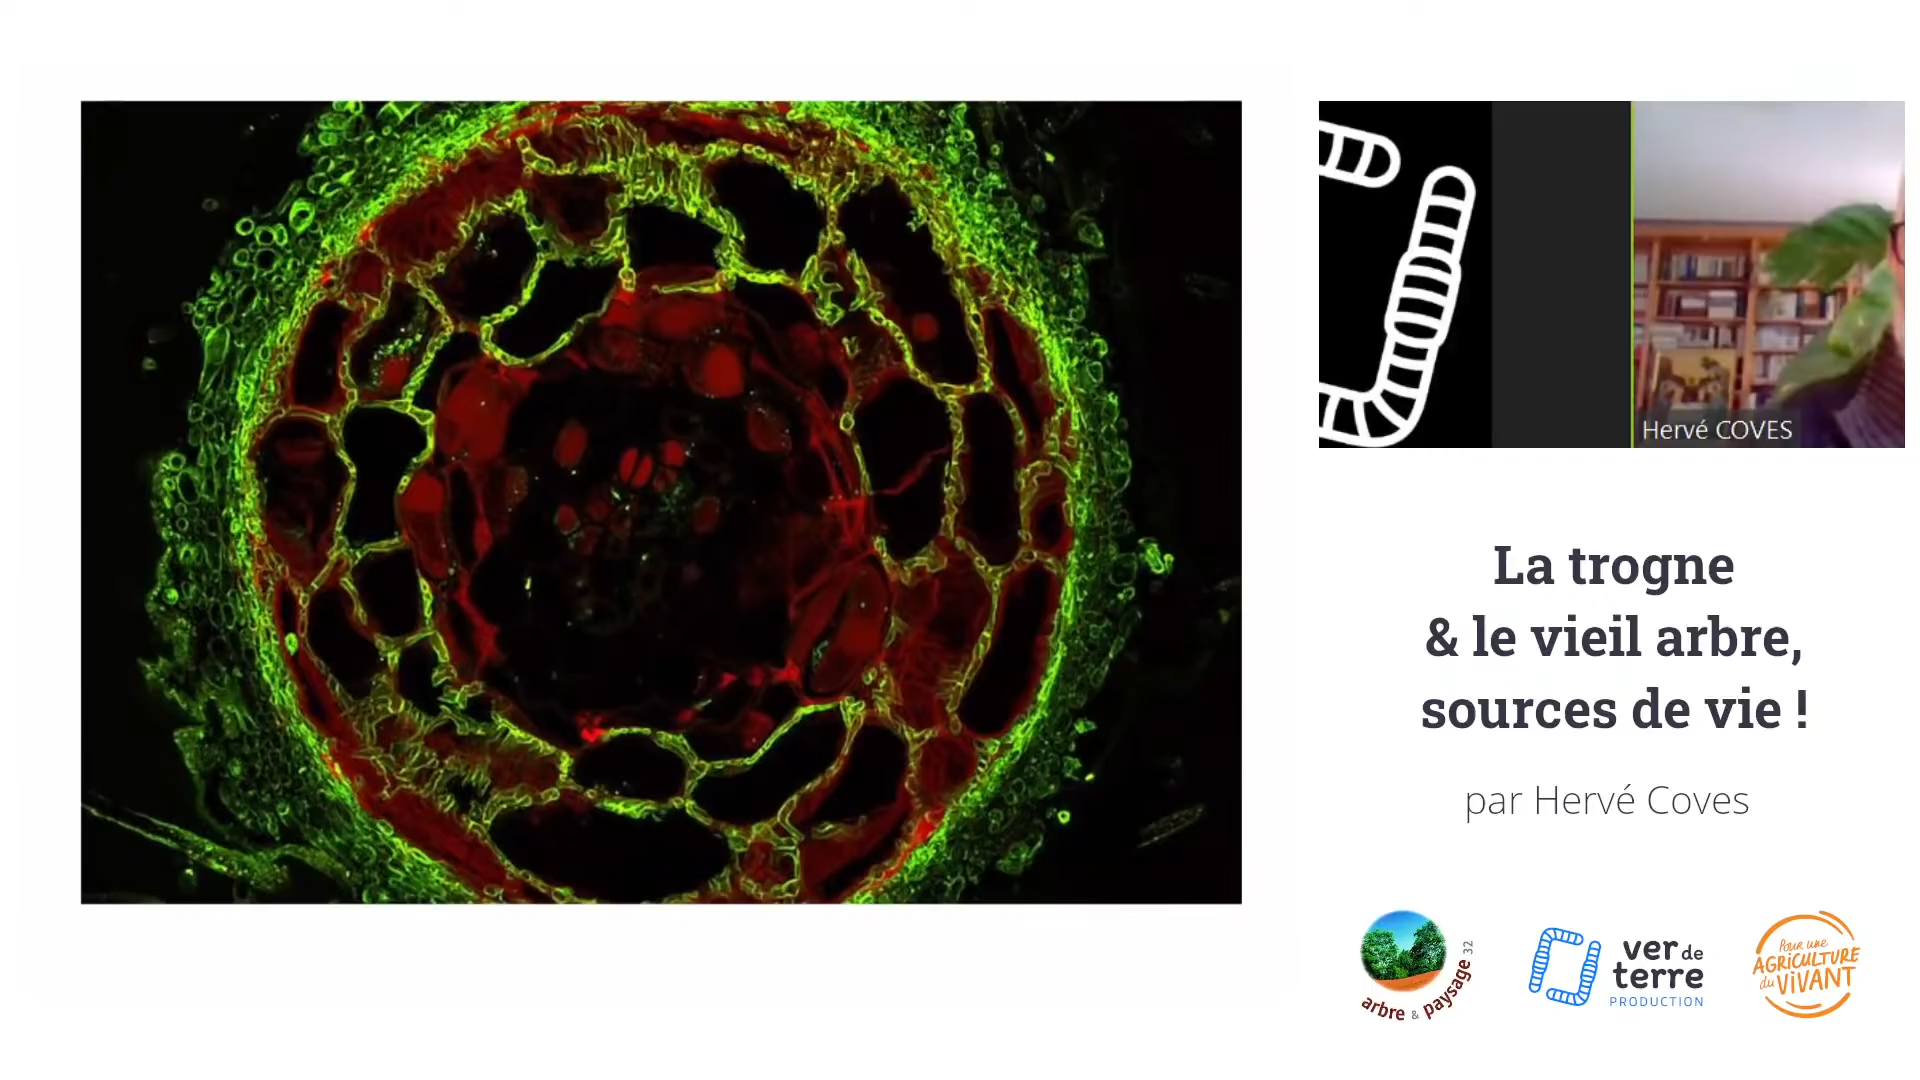 Hervé COVES
La trogne
& le vieil arbre,
sources de vie !
par Hervé Coves
arbre & paysage 32
ver de
terre
PRODUCTION
Pour une
AGRICULTURE
du VIVANT